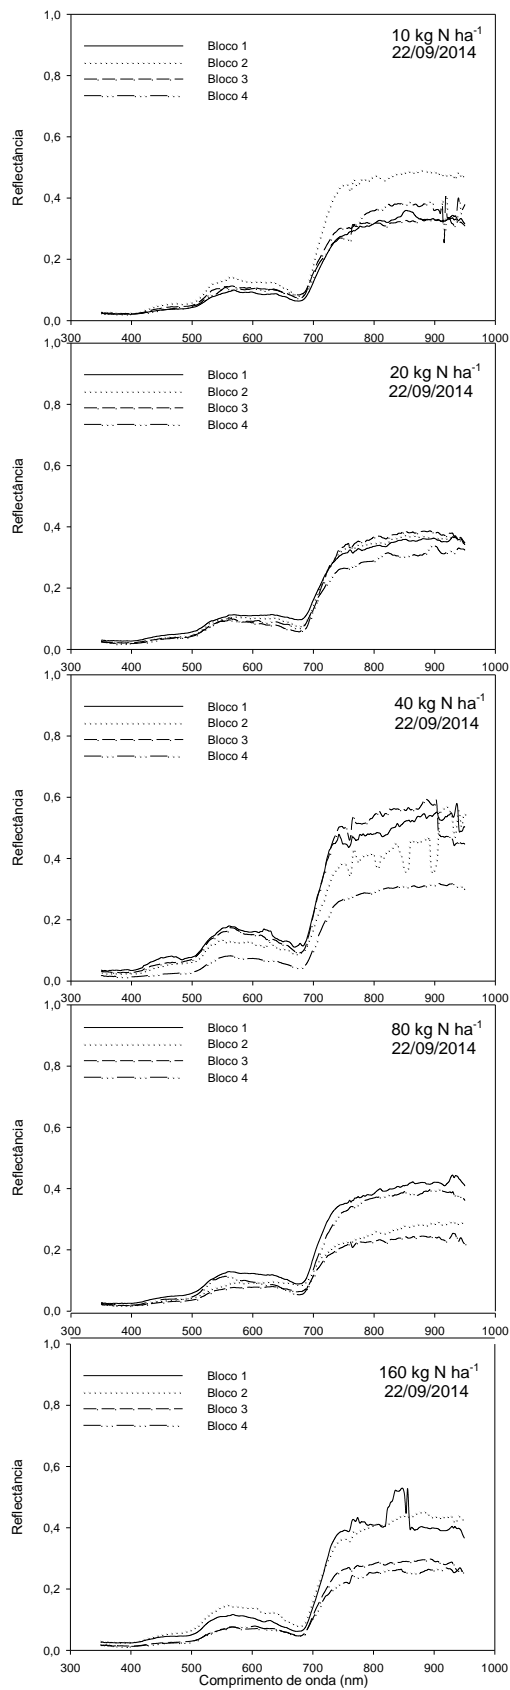 1,0
10 kg N ha-1
22/09/2014
Bloco 1
Bloco 2
Bloco 3
Bloco 4
0,8
0,6
0,4
0,2
0,0
Reflectância
300 400 500 600 700 800 900 1000
1,0
20 kg N ha-1
22/09/2014
Bloco 1
Bloco 2
Bloco 3
Bloco 4
0,8
0,6
0,4
0,2
0,0
Reflectância
300 400 500 600 700 800 900 1000
1,0
40 kg N ha-1
22/09/2014
Bloco 1
Bloco 2
Bloco 3
Bloco 4
0,8
0,6
0,4
0,2
0,0
Reflectância
300 400 500 600 700 800 900 1000
1,0
80 kg N ha-1
22/09/2014
Bloco 1
Bloco 2
Bloco 3
Bloco 4
0,8
0,6
0,4
0,2
0,0
Reflectância
300 400 500 600 700 800 900 1000
1,0
160 kg N ha-1
22/09/2014
Bloco 1
Bloco 2
Bloco 3
Bloco 4
0,8
0,6
0,4
0,2
0,0
Reflectância
300 400 500 600 700 800 900 1000
Comprimento de onda (nm)